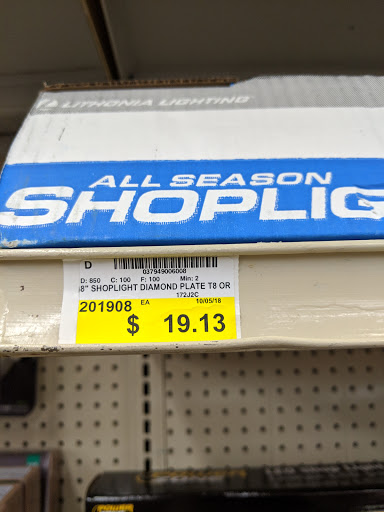 LITHONIA LIGHTING
ALL SEASON
SHOPLIG
D
037949006008
D: 850 C: 100 F: 100 Min: 2
8" SHOPLIGHT DIAMOND PLATE T8 OR
172J2C
201908 EA 10/05/18
$ 19.13
POWER